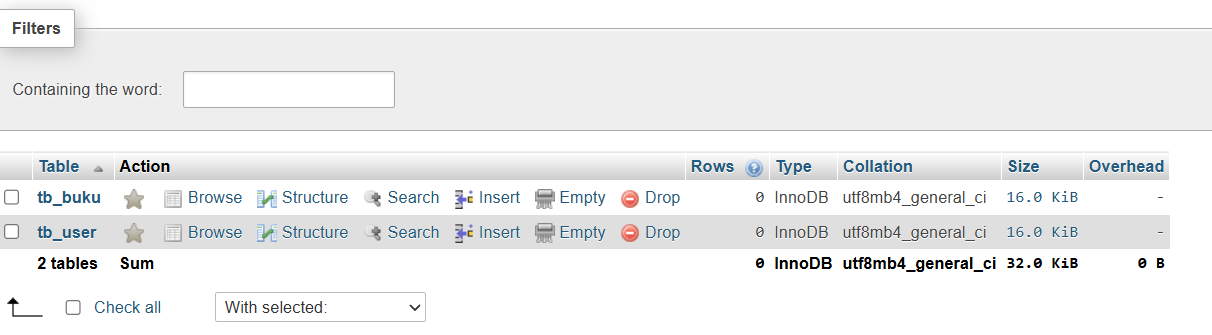 Filters
Containing the word:
Table Action Rows Type Collation Size Overhead
tb_buku Browse Structure Search Insert Empty Drop 0 InnoDB utf8mb4_general_ci 16.0 KiB -
tb_user Browse Structure Search Insert Empty Drop 0 InnoDB utf8mb4_general_ci 16.0 KiB -
2 tables Sum 0 InnoDB utf8mb4_general_ci 32.0 KiB 0 B
Check all With selected: